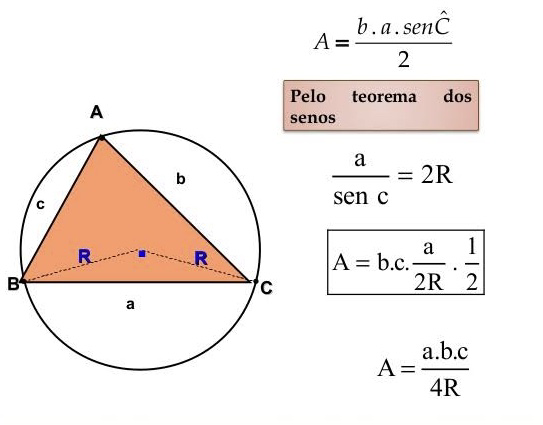 A = b.a.senĈ / 2
Pelo teorema dos
senos
a / sen c = 2R
A = b.c. a/2R . 1/2
A = a.b.c / 4R
A
b
c
R
R
B
C
a